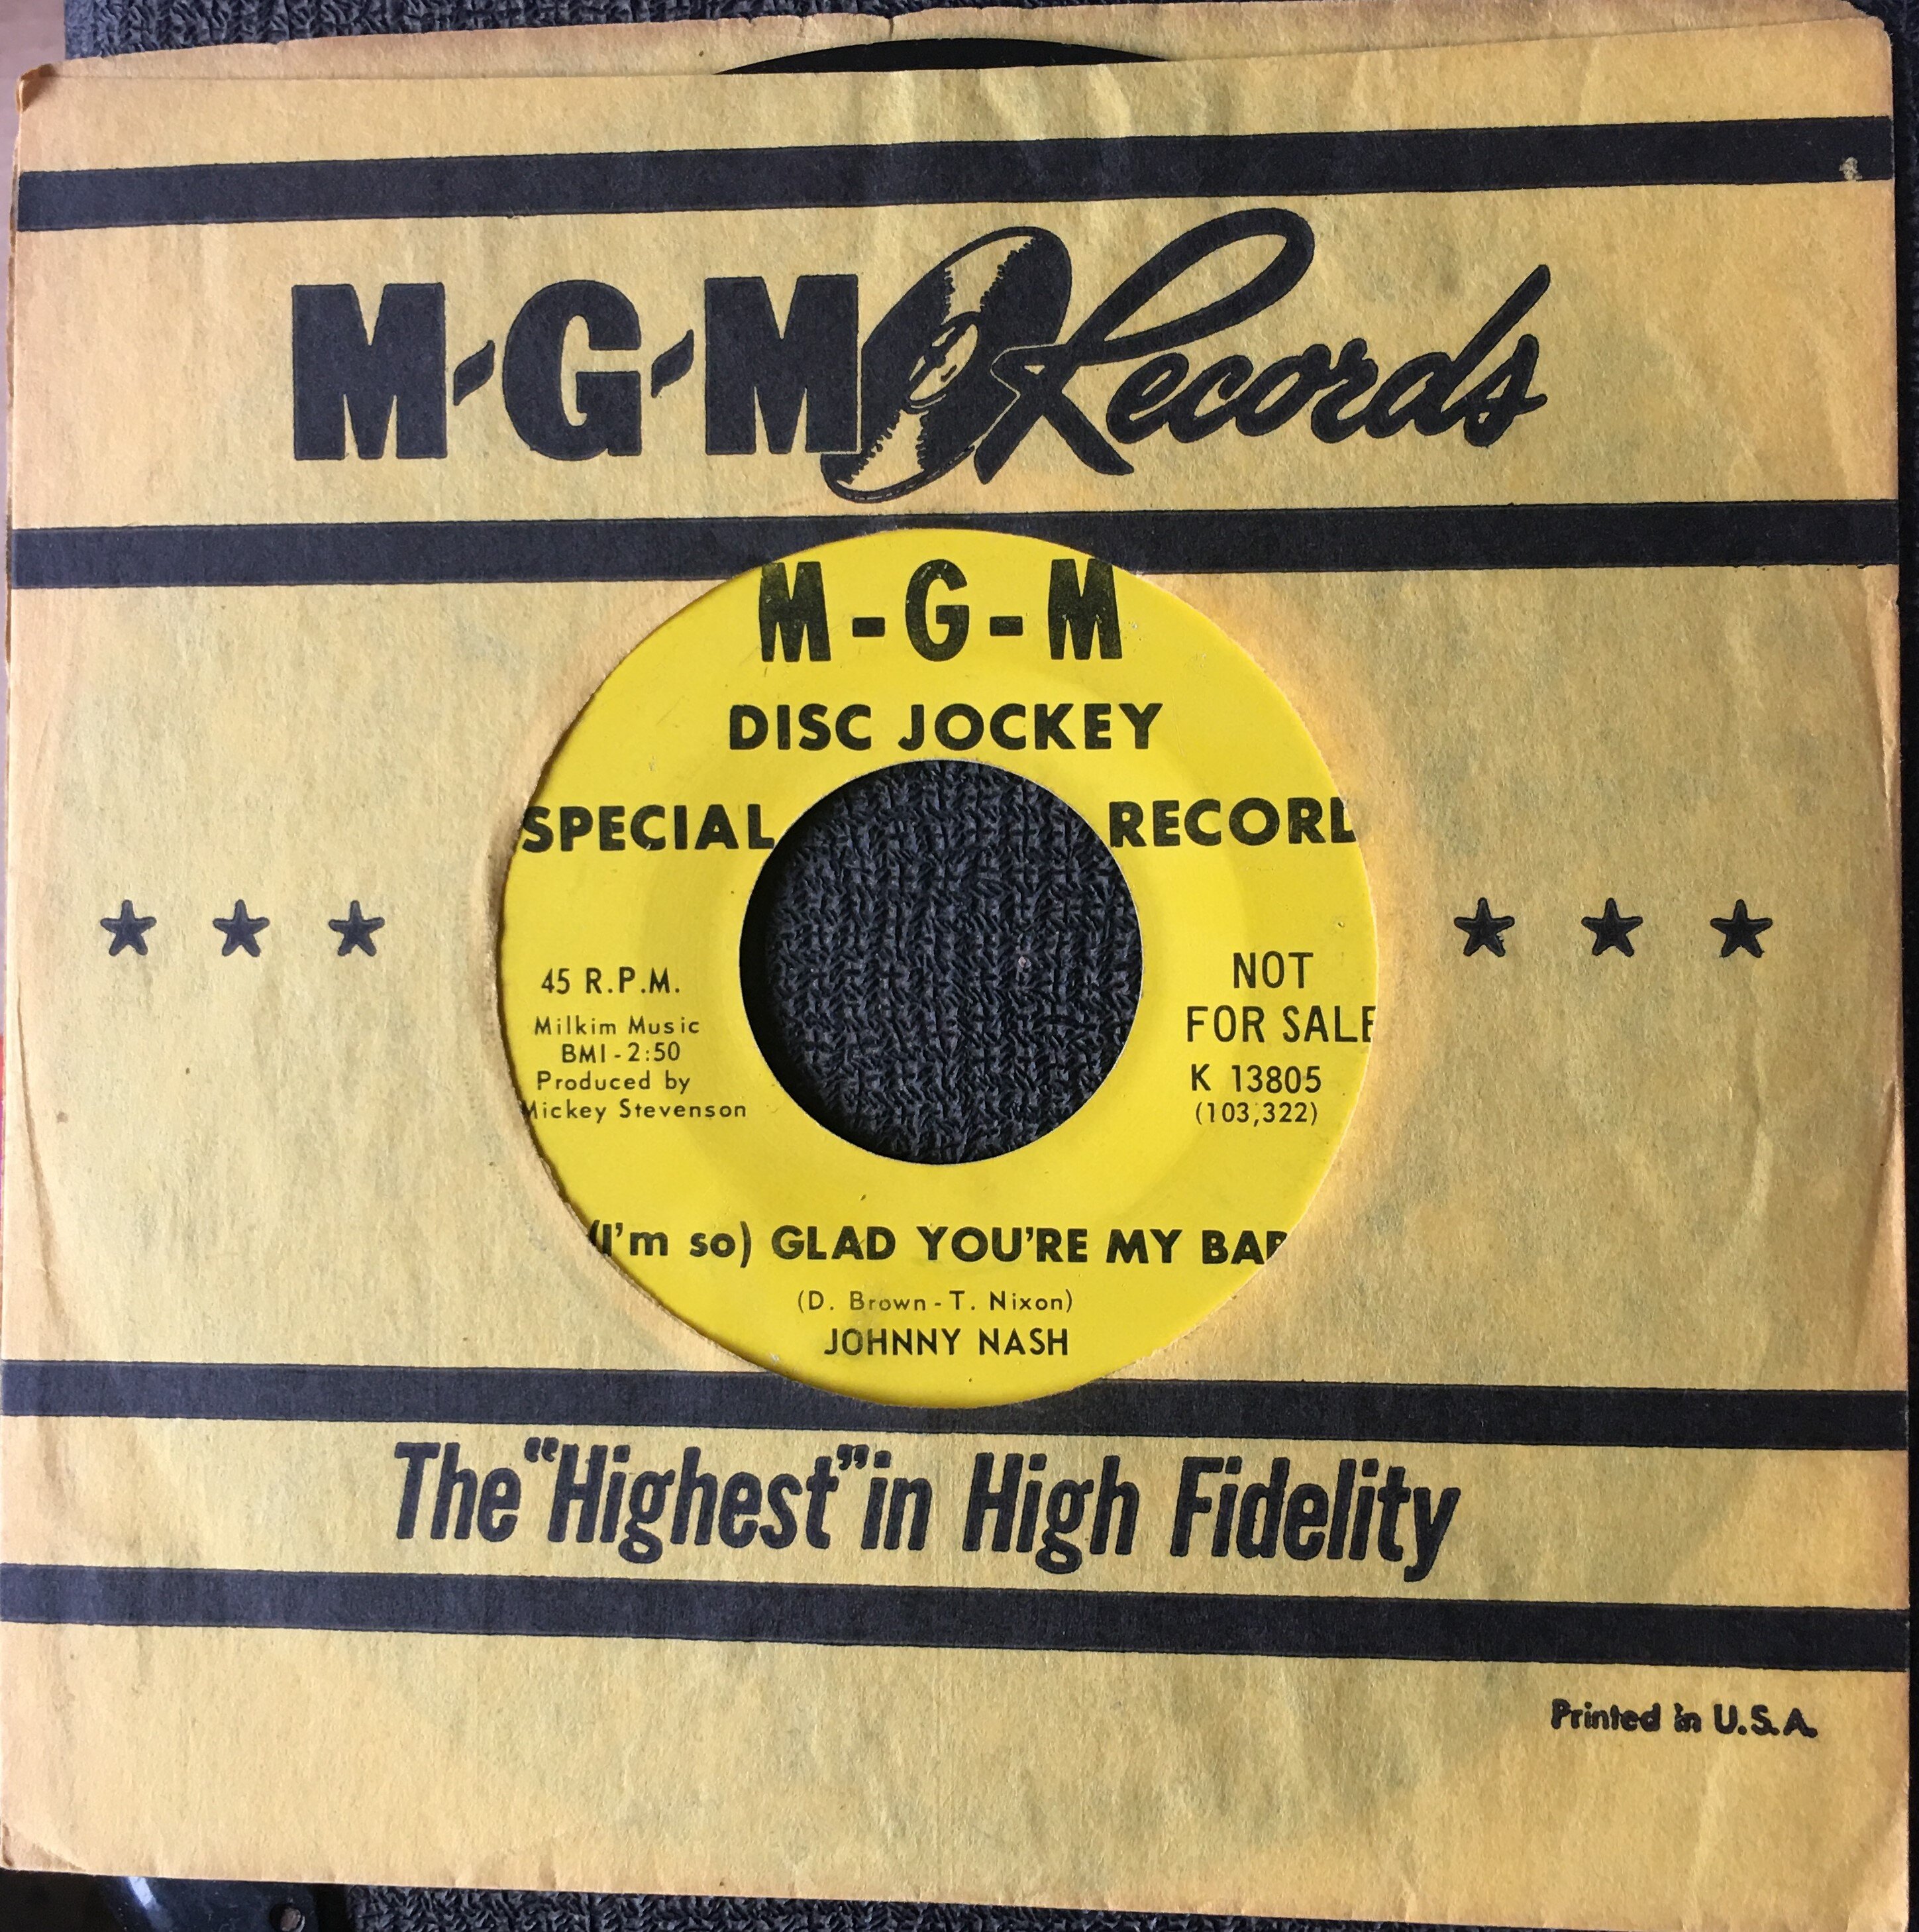 M-G-M Records
M-G-M
DISC JOCKEY
SPECIAL RECORD
45 R.P.M.
Milkim Music
BMI-2:50
Produced by
Mickey Stevenson
NOT
FOR SALE
K 13805
(103,322)
(I'm so) GLAD YOU'RE MY BAB
(D. Brown-T. Nixon)
JOHNNY NASH
The "Highest" in High Fidelity
Printed in U.S.A.